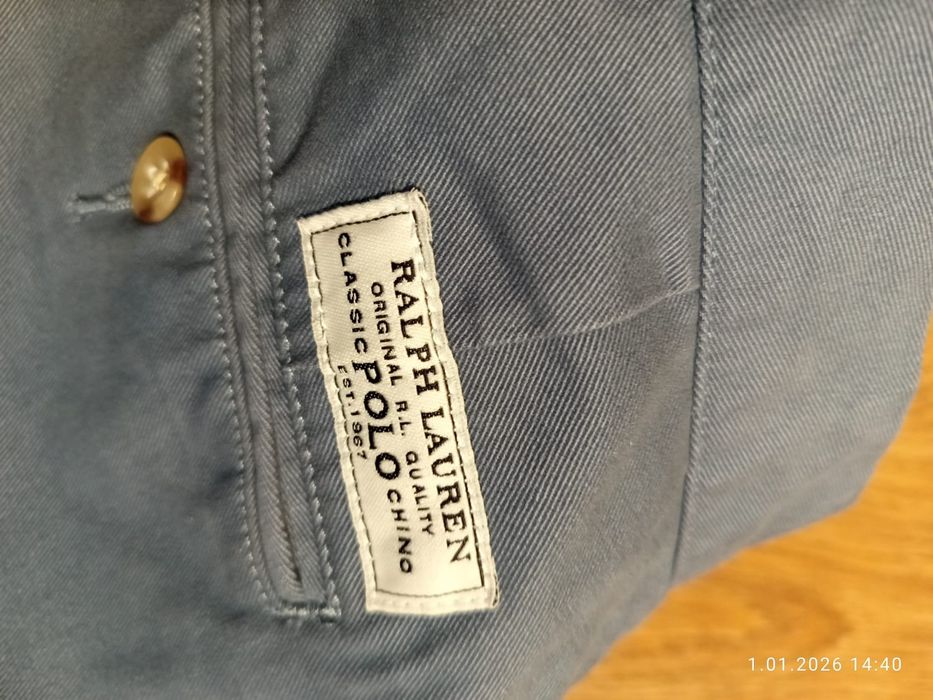 RALPH LAUREN
ORIGINAL R.L. QUALITY
CLASSIC POLO CHINO
EST. 1967
1.01.2026 14:40